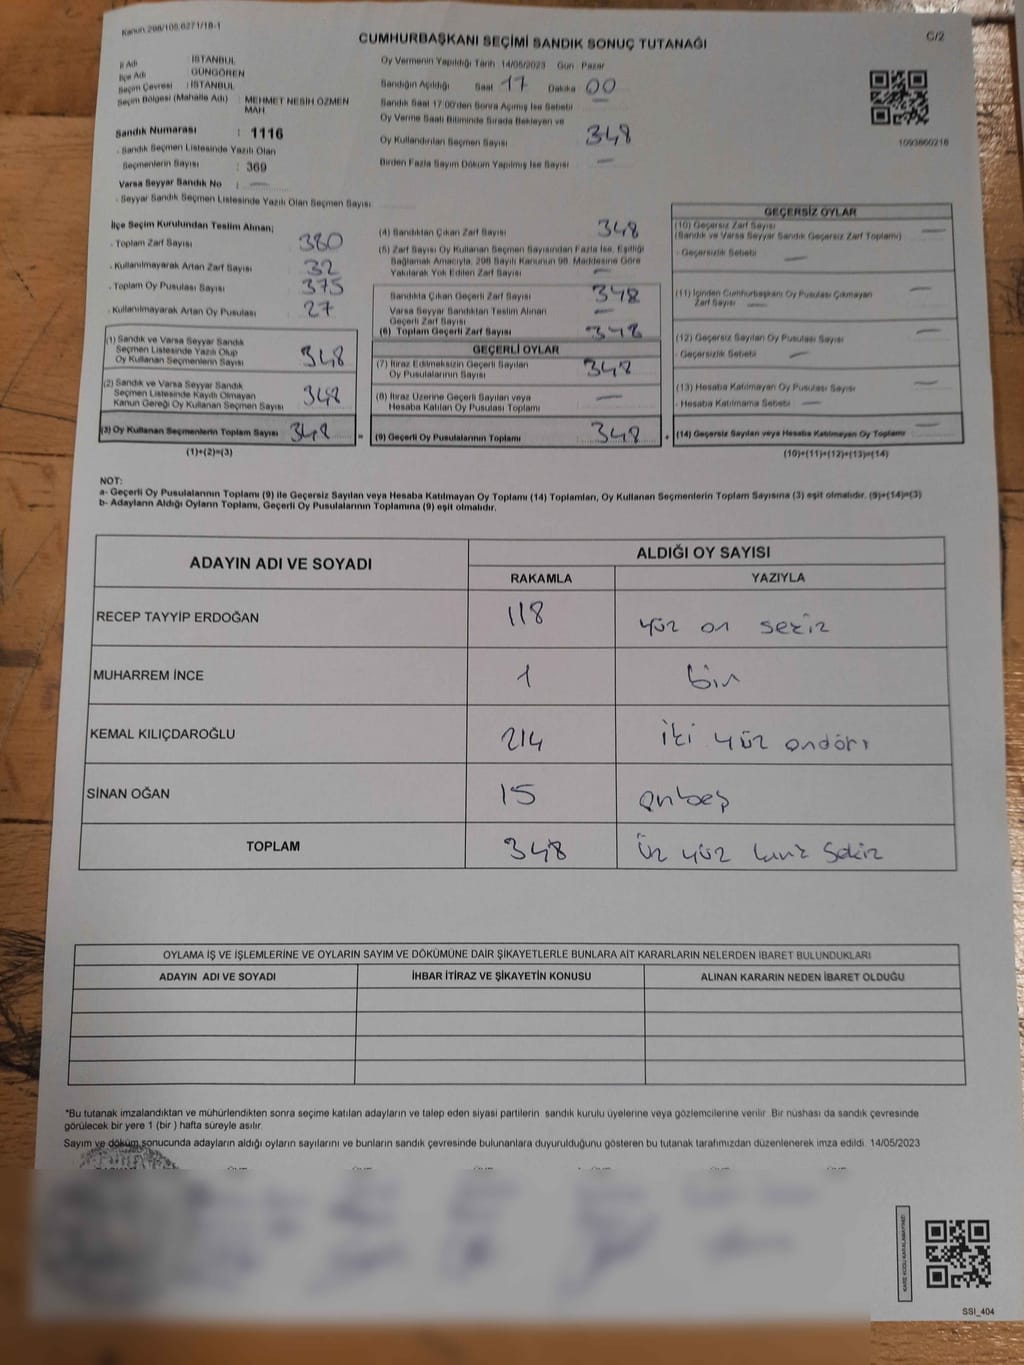 Kanun.298/105,6271/18-1
C/2
CUMHURBAŞKANI SEÇİMİ SANDIK SONUÇ TUTANAĞI
İl Adı : İSTANBUL
İlçe Adı GÜNGÖREN
Seçim Çevresi : İSTANBUL
Seçim Bölgesi (Mahalle Adı) : MEHMET NESİH ÖZMEN MAH.
Sandık Numarası : 1116
. Sandık Seçmen Listesinde Yazılı Olan
Seçmenlerin Sayısı : 369
Varsa Seyyar Sandık No : —
. Seyyar Sandık Seçmen Listesinde Yazılı Olan Seçmen Sayısı:
Oy Vermenin Yapıldığı Tarih 14/05/2023 Gün : Pazar
Sandığın Açıldığı Saat 17 Dakika 00
Sandık Saat 17:00'den Sonra Açılmış İse Sebebi —
Oy Verme Saati Bitiminde Sırada Bekleyen ve
Oy Kullandırılan Seçmen Sayısı 348
Birden Fazla Sayım Döküm Yapılmış İse Sayısı —
1093860216
İlçe Seçim Kurulundan Teslim Alınan;
. Toplam Zarf Sayısı 380
. Kullanılmayarak Artan Zarf Sayısı 32
. Toplam Oy Pusulası Sayısı 375
. Kullanılmayarak Artan Oy Pusulası 27
(1) Sandık ve Varsa Seyyar Sandık
Seçmen Listesinde Yazılı Olup
Oy Kullanan Seçmenlerin Sayısı 348
(2) Sandık ve Varsa Seyyar Sandık
Seçmen Listesinde Kayıtlı Olmayan
Kanun Gereği Oy Kullanan Seçmen Sayısı 348
(3) Oy Kullanan Seçmenlerin Toplam Sayısı 348 =
(1)+(2)=(3)
(4) Sandıktan Çıkan Zarf Sayısı 348
(5) Zarf Sayısı Oy Kullanan Seçmen Sayısından Fazla İse, Eşitliği
Sağlamak Amacıyla, 298 Sayılı Kanunun 98. Maddesine Göre
Yakılarak Yok Edilen Zarf Sayısı —
Sandıkta Çıkan Geçerli Zarf Sayısı 348
Varsa Seyyar Sandıktan Teslim Alınan
Geçerli Zarf Sayısı —
(6) Toplam Geçerli Zarf Sayısı 348
GEÇERLİ OYLAR
(7) İtiraz Edilmeksizin Geçerli Sayılan
Oy Pusulalarının Sayısı 348
(8) İtiraz Üzerine Geçerli Sayılan veya
Hesaba Katılan Oy Pusulası Toplamı —
(9) Geçerli Oy Pusulalarının Toplamı 348 +
GEÇERSİZ OYLAR
(10) Geçersiz Zarf Sayısı
(Sandık ve Varsa Seyyar Sandık Geçersiz Zarf Toplamı) —
- Geçersizlik Sebebi —
(11) İçinden Cumhurbaşkanı Oy Pusulası Çıkmayan
Zarf Sayısı —
(12) Geçersiz Sayılan Oy Pusulası Sayısı —
- Geçersizlik Sebebi —
(13) Hesaba Katılmayan Oy Pusulası Sayısı —
- Hesaba Katılmama Sebebi —
(14) Geçersiz Sayılan veya Hesaba Katılmayan Oy Toplamı —
(10)+(11)+(12)+(13)=(14)
NOT:
a- Geçerli Oy Pusulalarının Toplamı (9) ile Geçersiz Sayılan veya Hesaba Katılmayan Oy Toplamı (14) Toplamları, Oy Kullanan Seçmenlerin Toplam Sayısına (3) eşit olmalıdır. (9)+(14)=(3)
b- Adayların Aldığı Oyların Toplamı, Geçerli Oy Pusulalarının Toplamına (9) eşit olmalıdır.
ADAYIN ADI VE SOYADI ALDIĞI OY SAYISI
RAKAMLA YAZIYLA
RECEP TAYYİP ERDOĞAN 118 yüz on sekiz
MUHARREM İNCE 1 bir
KEMAL KILIÇDAROĞLU 214 iki yüz ondört
SİNAN OĞAN 15 onbeş
TOPLAM 348 Üç yüz kırk sekiz
OYLAMA İŞ VE İŞLEMLERİNE VE OYLARIN SAYIM VE DÖKÜMÜNE DAİR ŞİKAYETLERLE BUNLARA AİT KARARLARIN NELERDEN İBARET BULUNDUKLARI
ADAYIN ADI VE SOYADI İHBAR İTİRAZ VE ŞİKAYETİN KONUSU ALINAN KARARIN NEDEN İBARET OLDUĞU
*Bu tutanak imzalandıktan ve mühürlendikten sonra seçime katılan adayların ve talep eden siyasi partilerin sandık kurulu üyelerine veya gözlemcilerine verilir. Bir nüshası da sandık çevresinde
görülecek bir yere 1 (bir ) hafta süreyle asılır.
Sayım ve döküm sonucunda adayların aldığı oyların sayılarını ve bunların sandık çevresinde bulunanlara duyurulduğunu gösteren bu tutanak tarafımızdan düzenlenerek imza edildi. 14/05/2023
KARE KODU KARALAMAYINIZ!
SSI_404